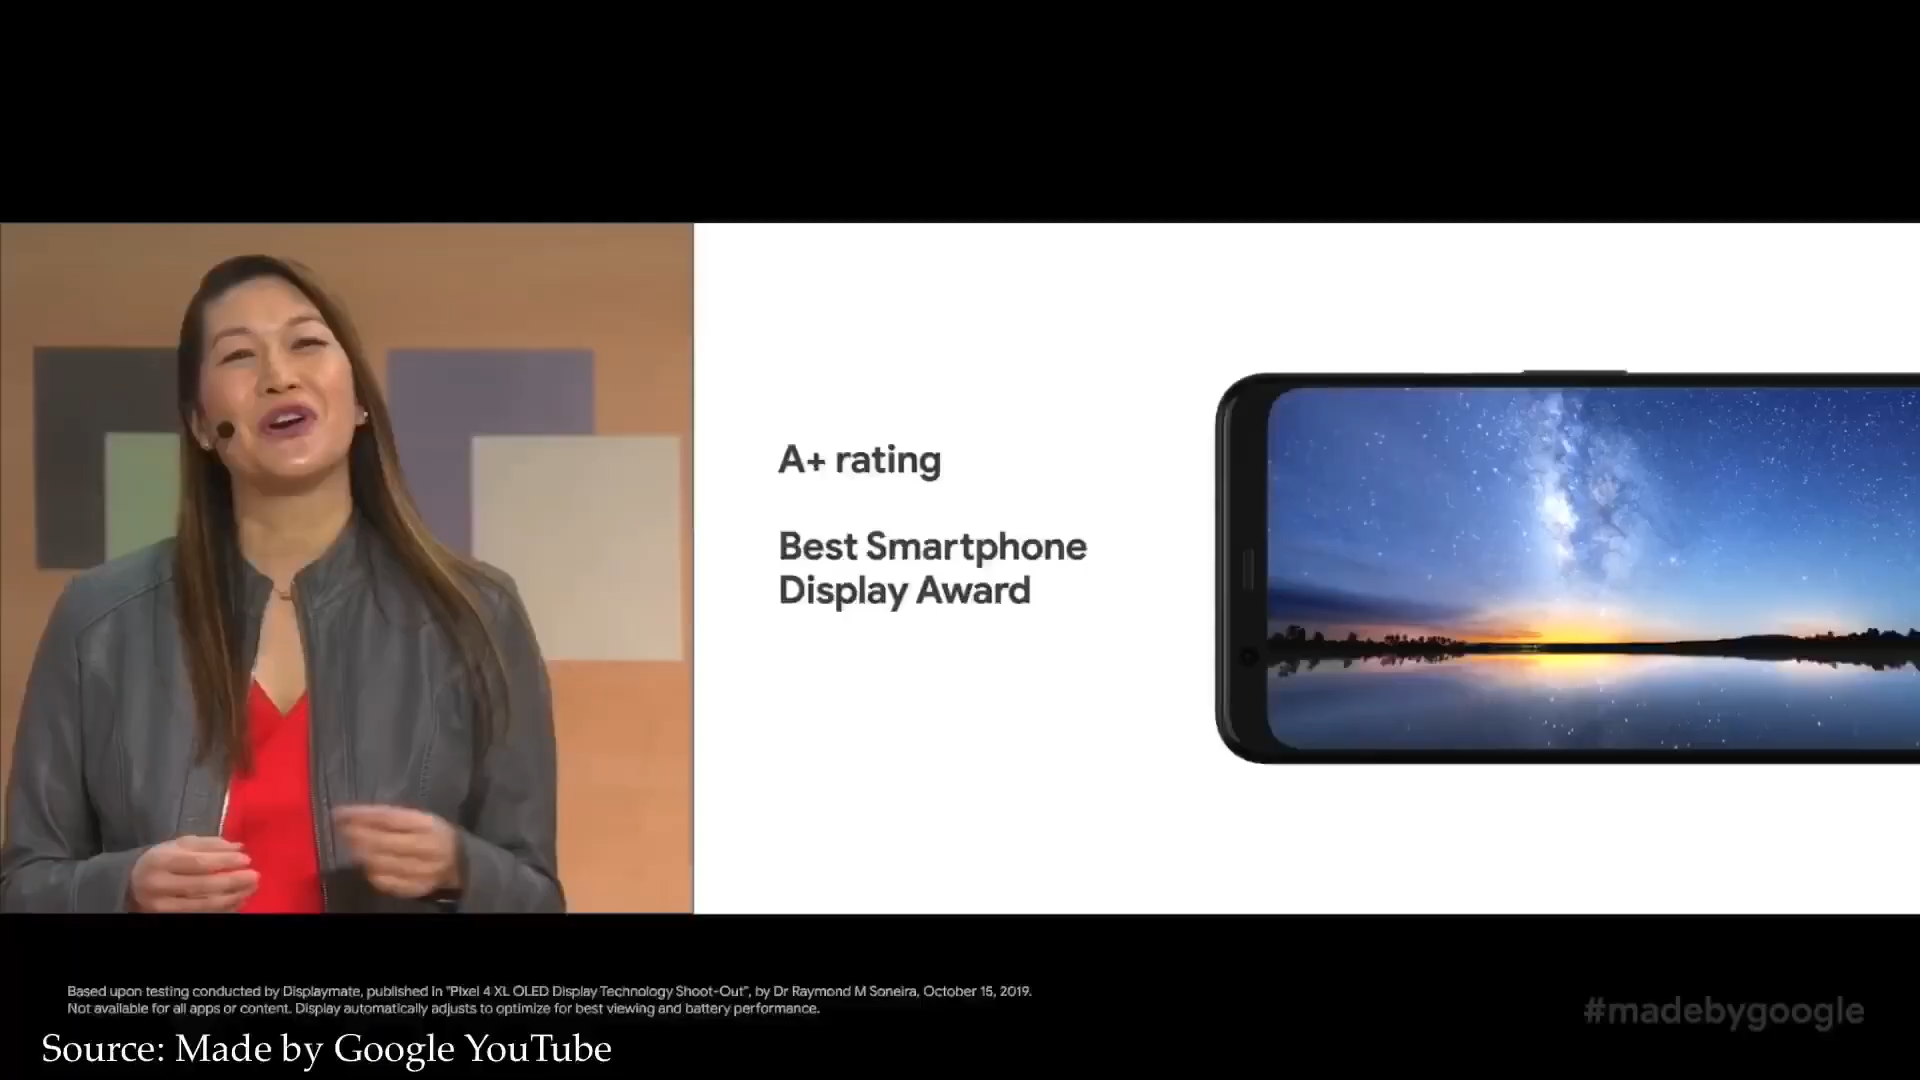 A+ rating
Best Smartphone
Display Award
Based upon testing conducted by Displaymate, published in "Pixel 4 XL OLED Display Technology Shoot-Out", by Dr Raymond M Soneira, October 15, 2019.
Not available for all apps or content. Display automatically adjusts to optimize for best viewing and battery performance.
#madebygoogle
Source: Made by Google YouTube